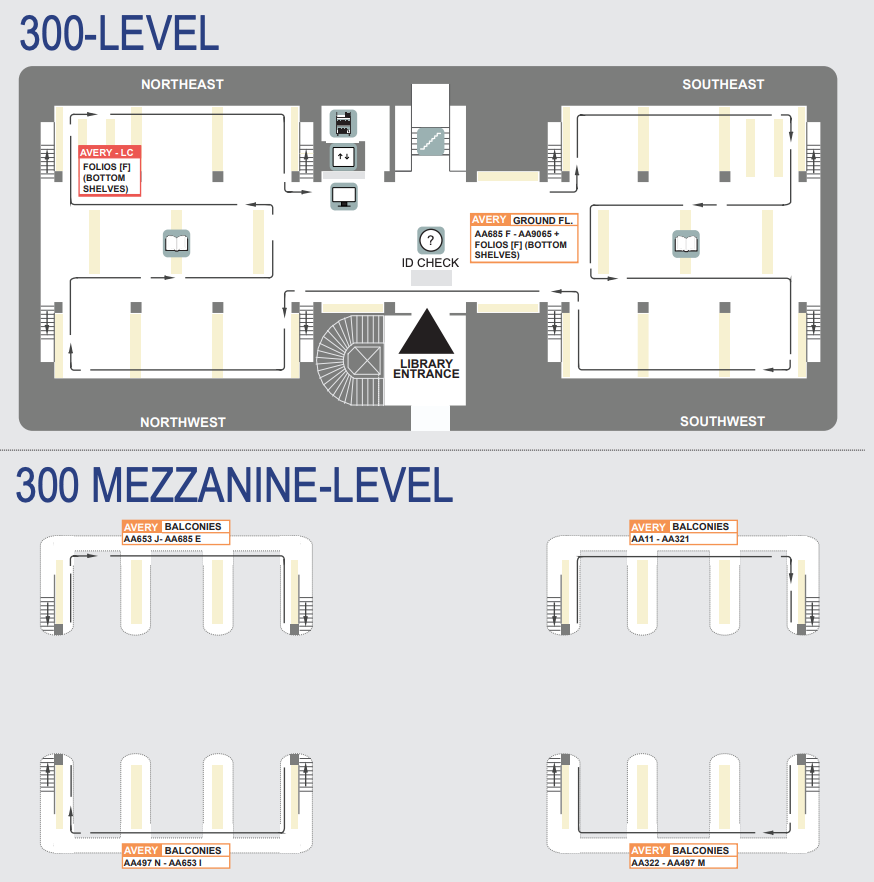 300-LEVEL
NORTHEAST
SOUTHEAST
AVERY - LC
FOLIOS [F]
(BOTTOM
SHELVES)
AVERY GROUND FL.
AA685 F - AA9065 +
FOLIOS [F] (BOTTOM
SHELVES)
?
ID CHECK
LIBRARY
ENTRANCE
NORTHWEST
SOUTHWEST
300 MEZZANINE-LEVEL
AVERY BALCONIES
AA653 J- AA685 E
AVERY BALCONIES
AA11 - AA321
AVERY BALCONIES
AA497 N - AA653 I
AVERY BALCONIES
AA322 - AA497 M